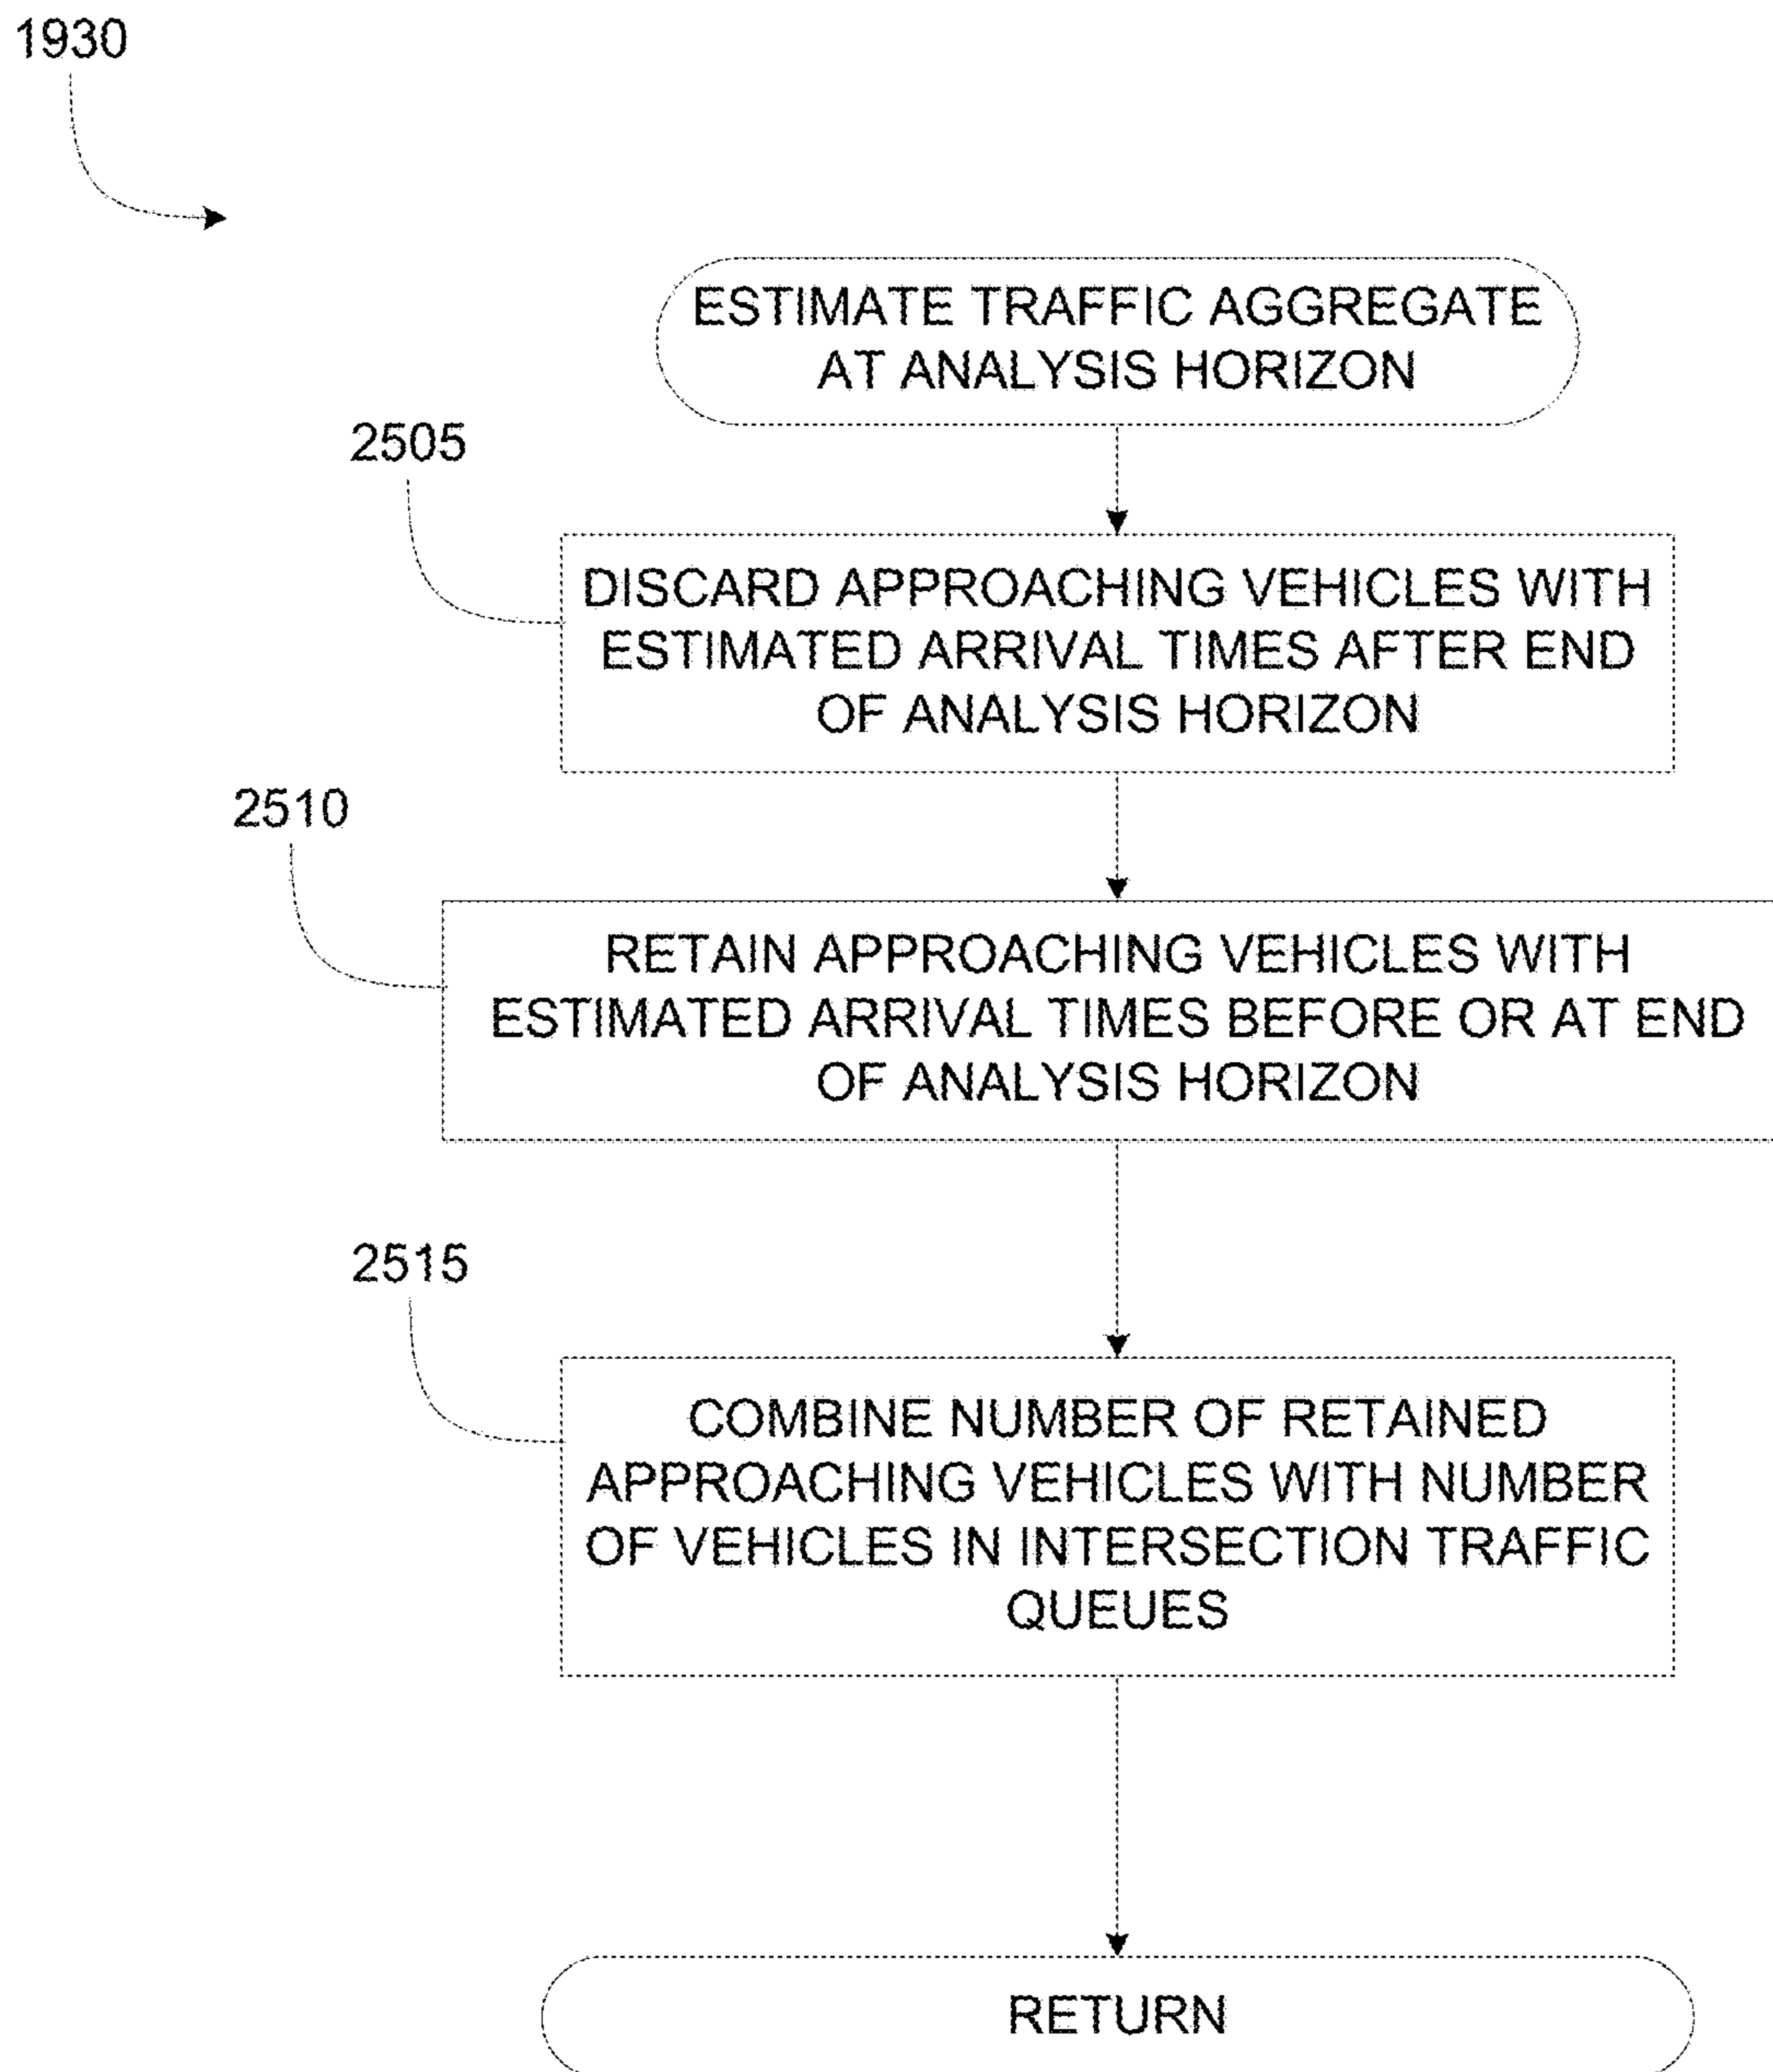 1930
ESTIMATE TRAFFIC AGGREGATE
AT ANALYSIS HORIZON
2505
DISCARD APPROACHING VEHICLES WITH
ESTIMATED ARRIVAL TIMES AFTER END
OF ANALYSIS HORIZON
2510
RETAIN APPROACHING VEHICLES WITH
ESTIMATED ARRIVAL TIMES BEFORE OR AT END
OF ANALYSIS HORIZON
2515
COMBINE NUMBER OF RETAINED
APPROACHING VEHICLES WITH NUMBER
OF VEHICLES IN INTERSECTION TRAFFIC
QUEUES
RETURN